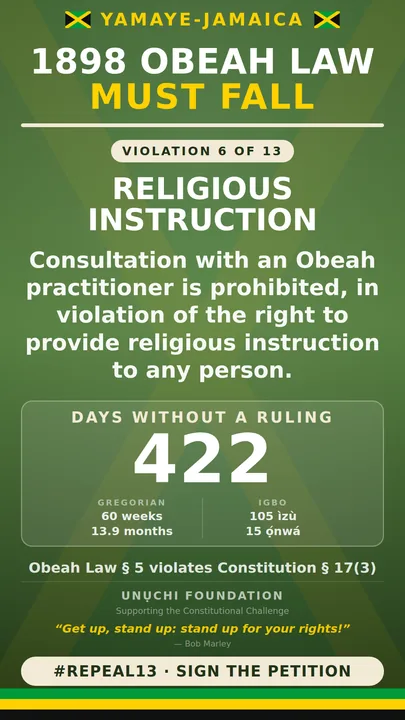 YAMAYE-JAMAICA
1898 OBEAH LAW
MUST FALL
VIOLATION 6 OF 13
RELIGIOUS
INSTRUCTION
Consultation with an Obeah
practitioner is prohibited, in
violation of the right to
provide religious instruction
to any person.
DAYS WITHOUT A RULING
422
GREGORIAN
60 weeks
13.9 months
IGBO
105 ìzù
15 ọ́nwá
Obeah Law § 5 violates Constitution § 17(3)
UNỤCHI FOUNDATION
Supporting the Constitutional Challenge
“Get up, stand up: stand up for your rights!”
— Bob Marley
#REPEAL13 · SIGN THE PETITION